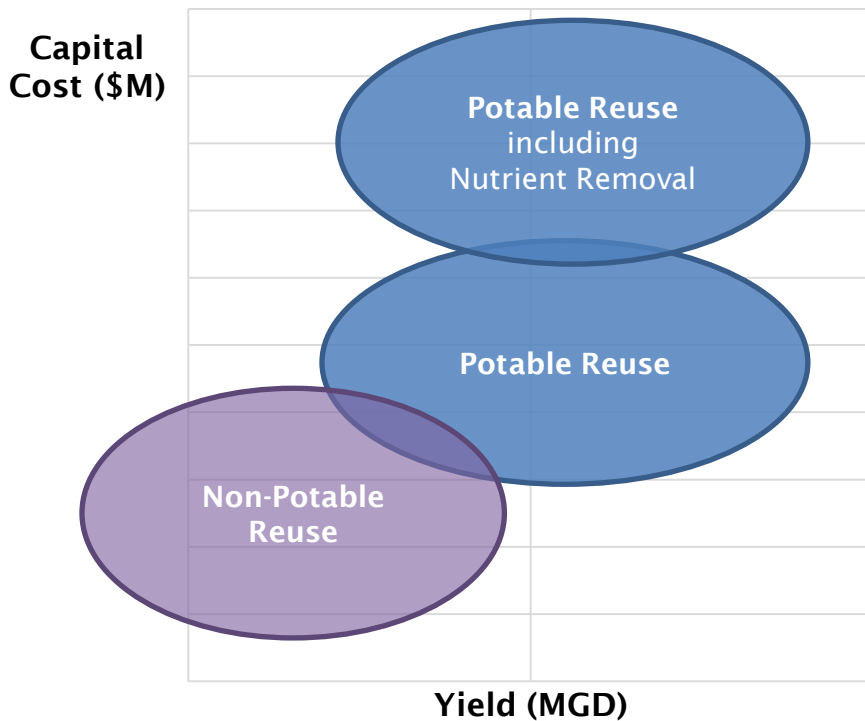 Capital
Cost ($M)
Potable Reuse
including
Nutrient Removal
Potable Reuse
Non-Potable
Reuse
Yield (MGD)